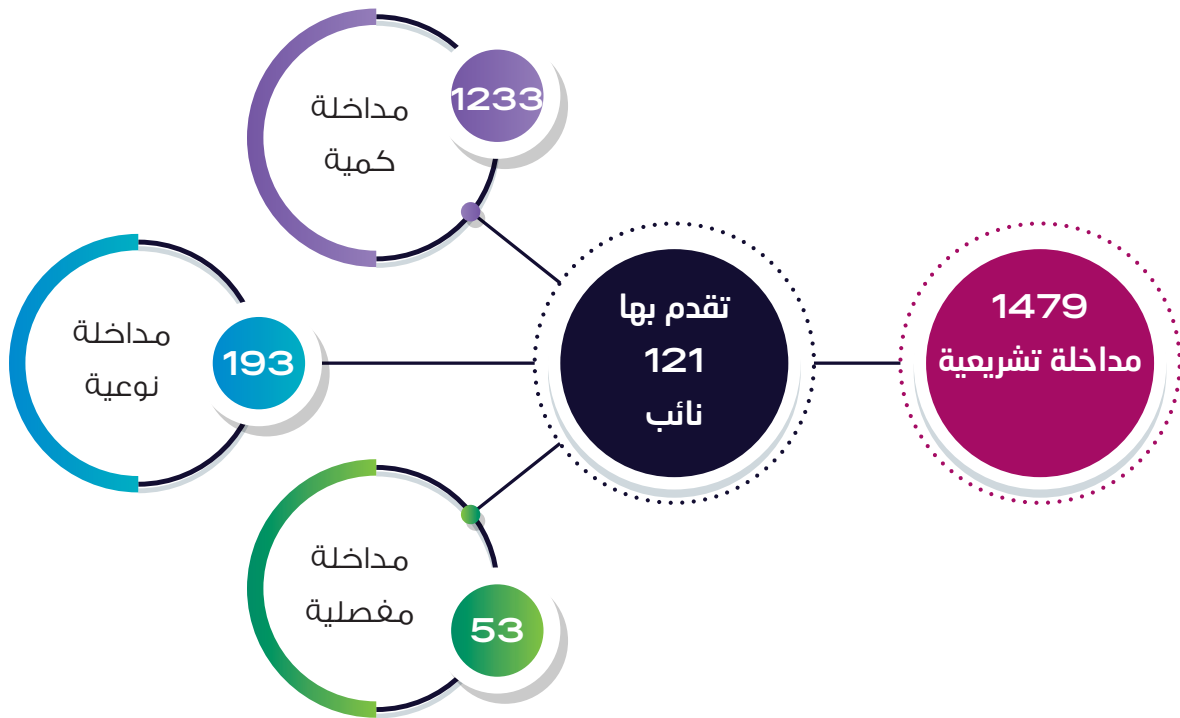 1479
مداخلة تشريعية
تقدم بها
121
نائب
1233
مداخلة
كمية
193
مداخلة
نوعية
53
مداخلة
مفصلية